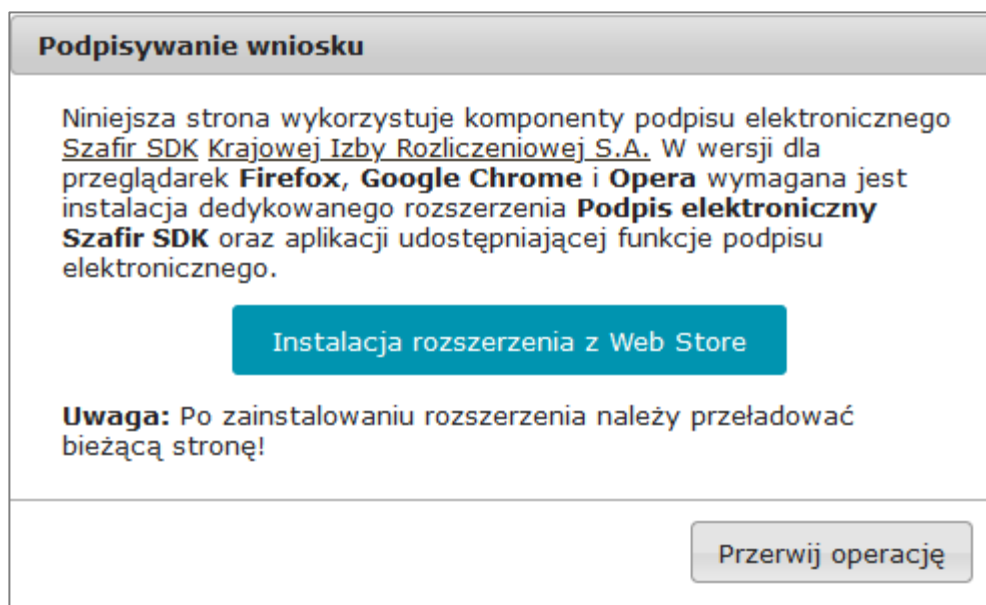 Podpisywanie wniosku
Niniejsza strona wykorzystuje komponenty podpisu elektronicznego
Szafir SDK Krajowej Izby Rozliczeniowej S.A. W wersji dla
przeglądarek Firefox, Google Chrome i Opera wymagana jest
instalacja dedykowanego rozszerzenia Podpis elektroniczny
Szafir SDK oraz aplikacji udostępniającej funkcje podpisu
elektronicznego.
Instalacja rozszerzenia z Web Store
Uwaga: Po zainstalowaniu rozszerzenia należy przeładować
bieżącą stronę!
Przerwij operację